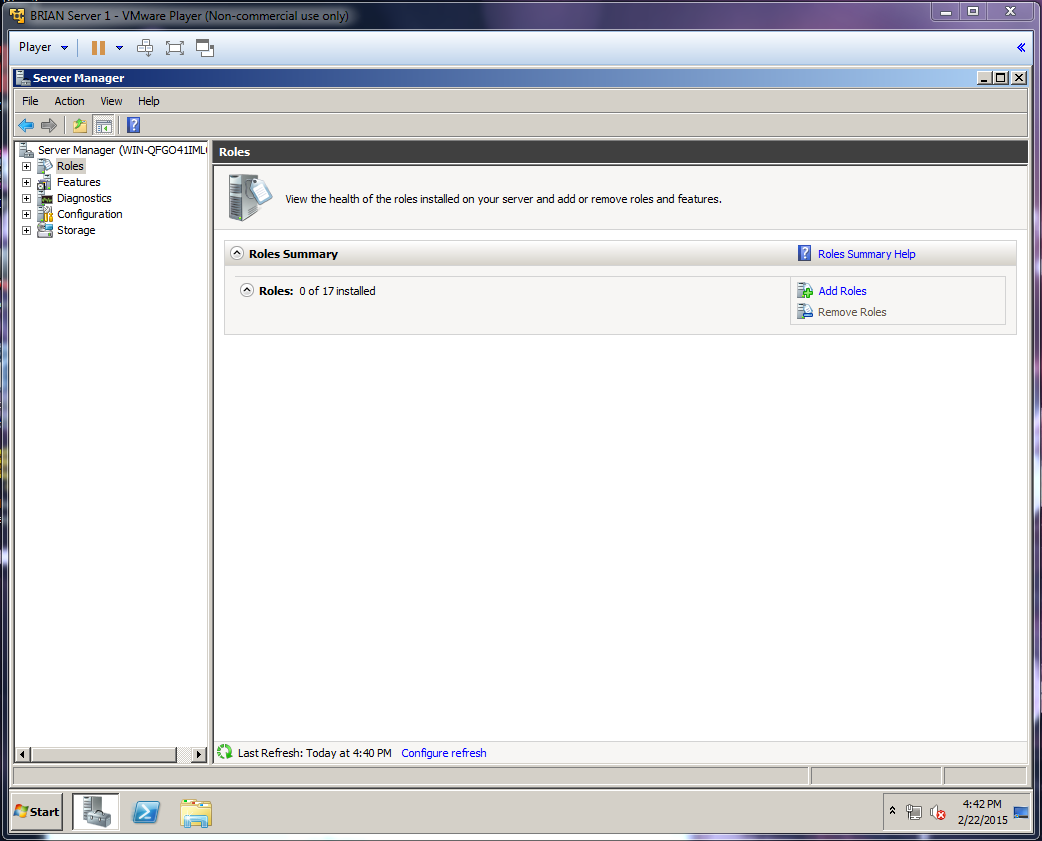 BRIAN Server 1 - VMware Player (Non-commercial use only)
Player
Server Manager
File Action View Help
Server Manager (WIN-QFGO41IML
Roles
Features
Diagnostics
Configuration
Storage
Roles
View the health of the roles installed on your server and add or remove roles and features.
Roles Summary
Roles Summary Help
Roles: 0 of 17 installed
Add Roles
Remove Roles
Last Refresh: Today at 4:40 PM Configure refresh
Start
4:42 PM
2/22/2015